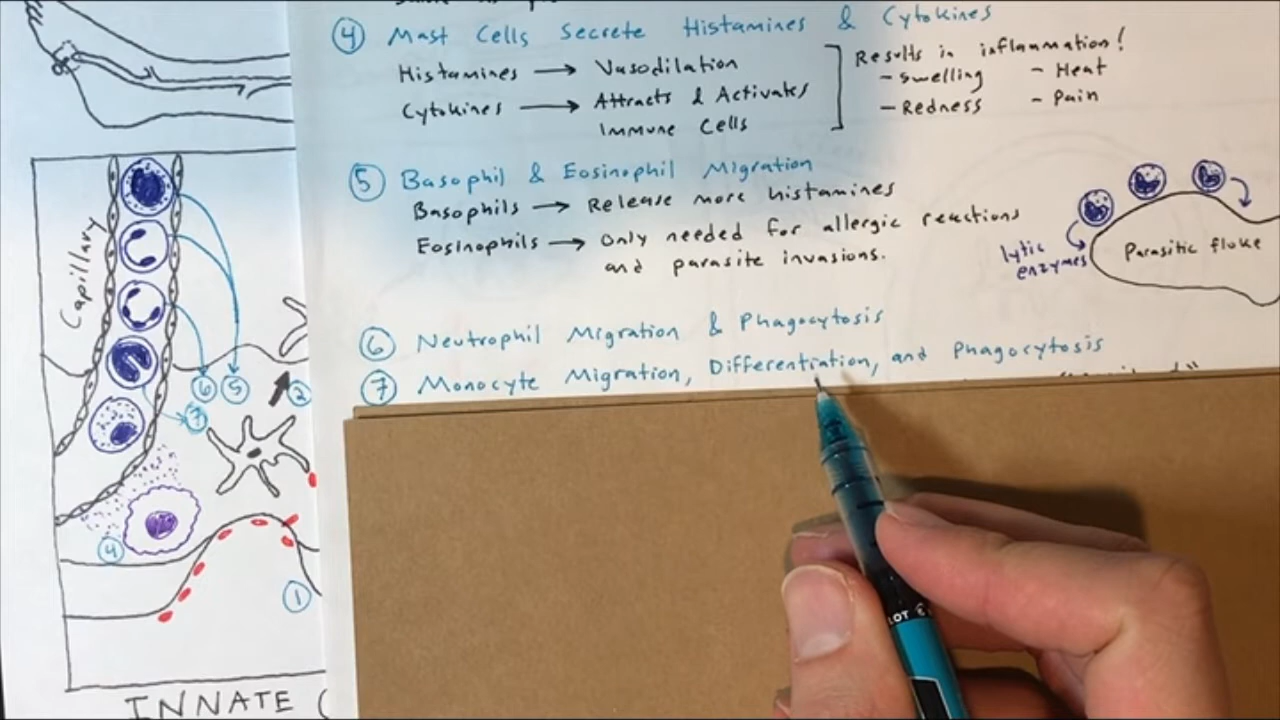 ④ Mast Cells Secrete Histamines & Cytokines
Histamines → Vasodilation
Cytokines → Attracts & Activates
Immune Cells
Results in inflammation!
- Swelling - Heat
- Redness - Pain
⑤ Basophil & Eosinophil Migration
Basophils → Release more histamines
Eosinophils → Only needed for allergic reactions
and parasite invasions.
lytic
enzymes
Parasitic fluke
⑥ Neutrophil Migration & Phagocytosis
⑦ Monocyte Migration, Differentiation, and Phagocytosis
Capillary
⑥ ⑤ ②
⑦
④
①
INNATE
LOT